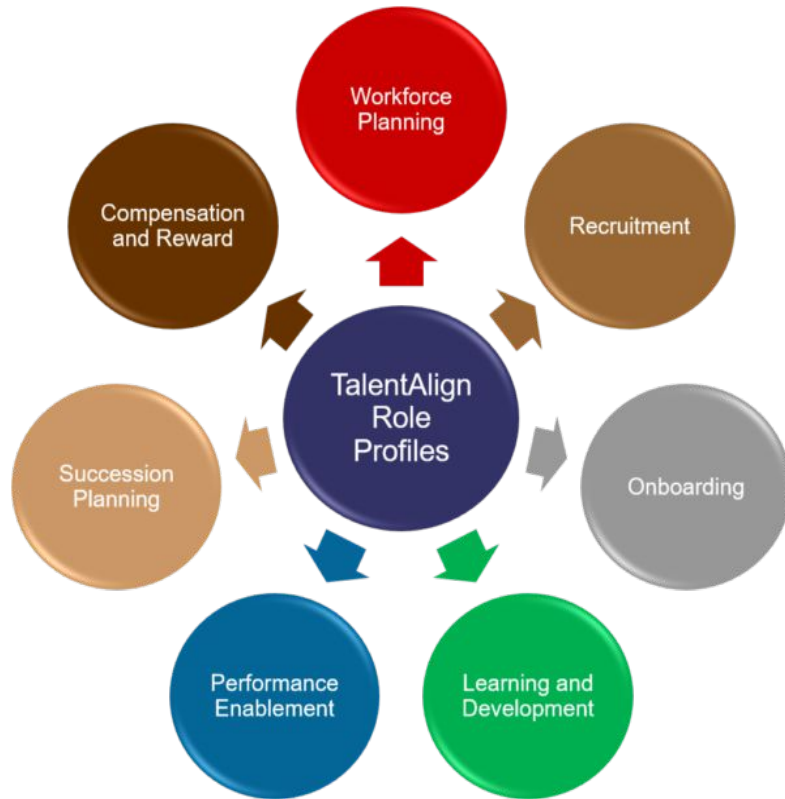 Workforce
Planning
Compensation
and Reward
Recruitment
TalentAlign
Role
Profiles
Succession
Planning
Onboarding
Performance
Enablement
Learning and
Development